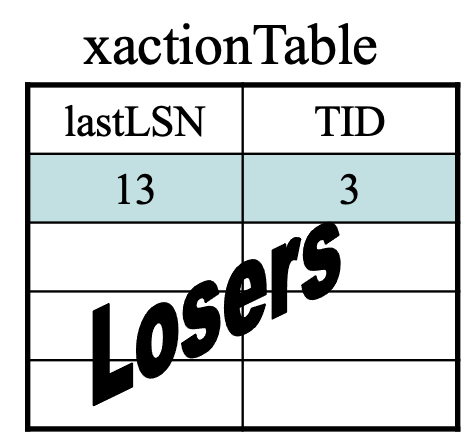 xactionTable
lastLSN TID
13 3
Losers